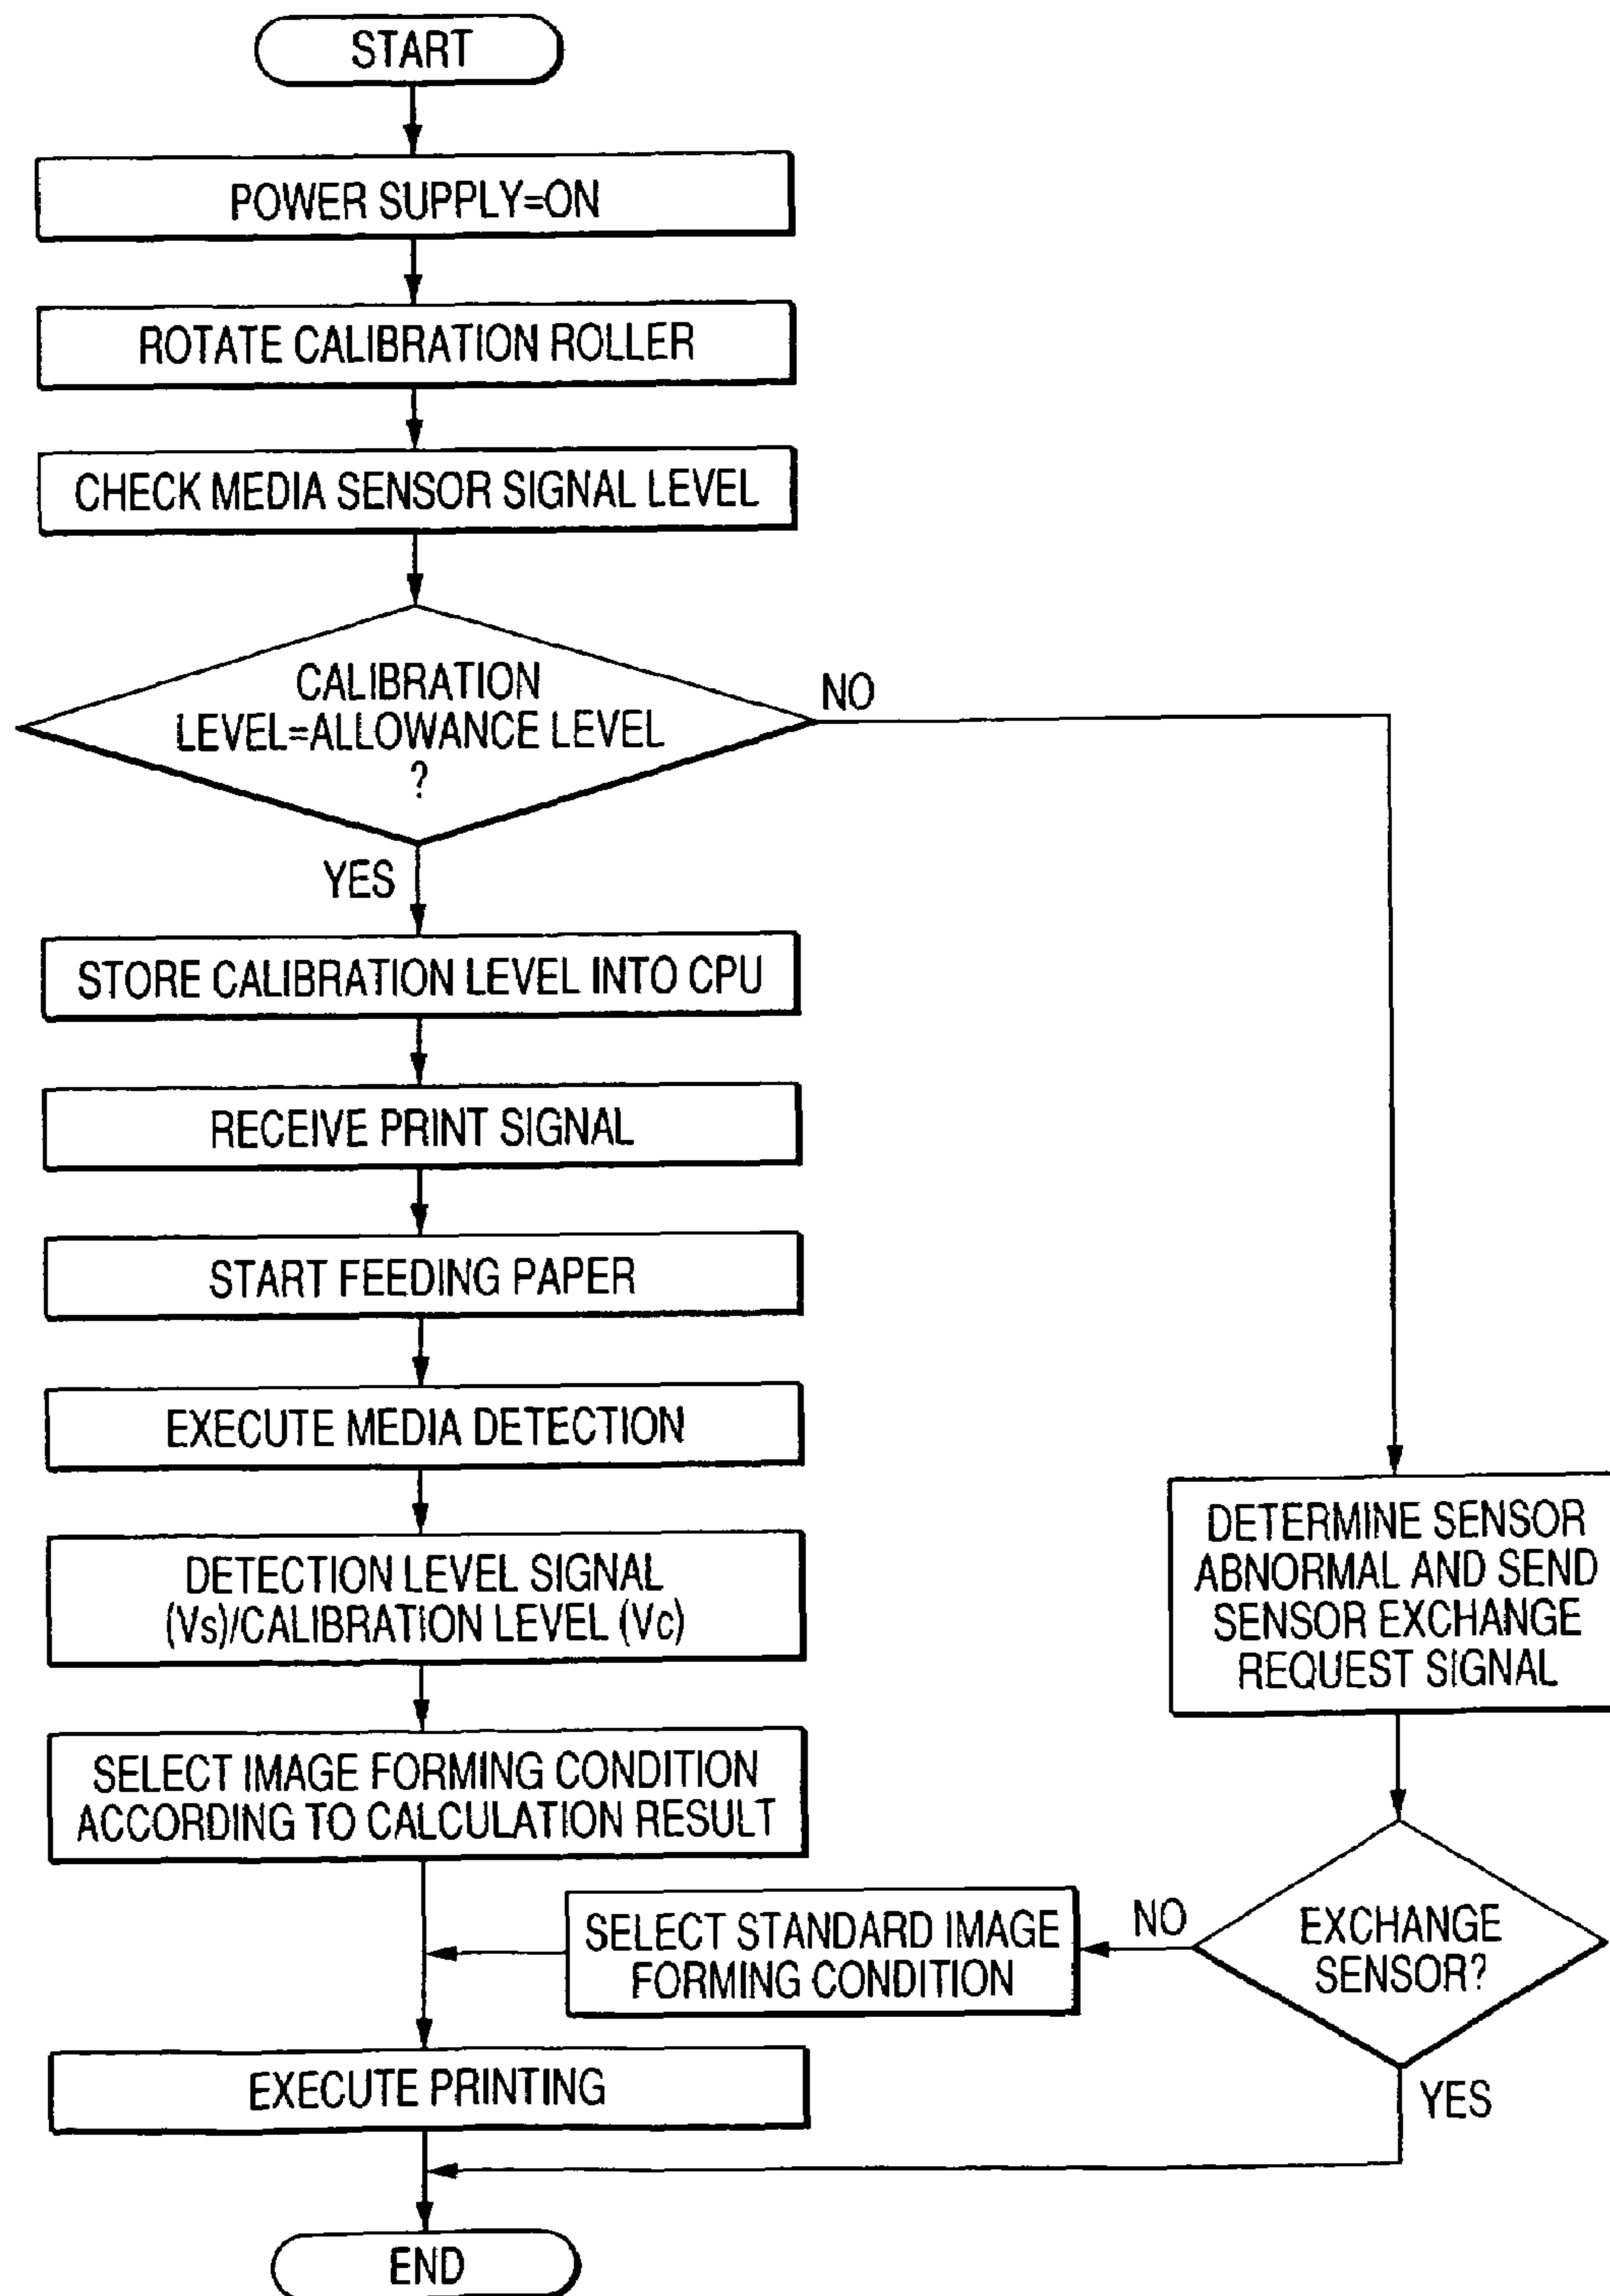 START
POWER SUPPLY=ON
ROTATE CALIBRATION ROLLER
CHECK MEDIA SENSOR SIGNAL LEVEL
CALIBRATION
LEVEL=ALLOWANCE LEVEL
?
NO
YES
STORE CALIBRATION LEVEL INTO CPU
RECEIVE PRINT SIGNAL
START FEEDING PAPER
EXECUTE MEDIA DETECTION
DETECTION LEVEL SIGNAL
(Vs)/CALIBRATION LEVEL (Vc)
SELECT IMAGE FORMING CONDITION
ACCORDING TO CALCULATION RESULT
DETERMINE SENSOR
ABNORMAL AND SEND
SENSOR EXCHANGE
REQUEST SIGNAL
EXCHANGE
SENSOR?
NO
SELECT STANDARD IMAGE
FORMING CONDITION
YES
EXECUTE PRINTING
END